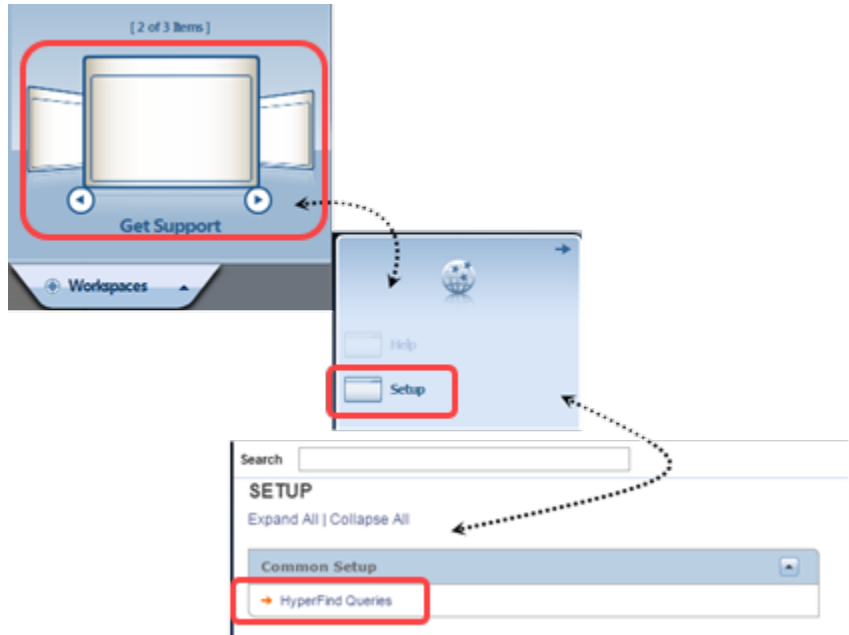 [ 2 of 3 Items ]
Get Support
Workspaces
Help
Setup
Search
SETUP
Expand All | Collapse All
Common Setup
HyperFind Queries